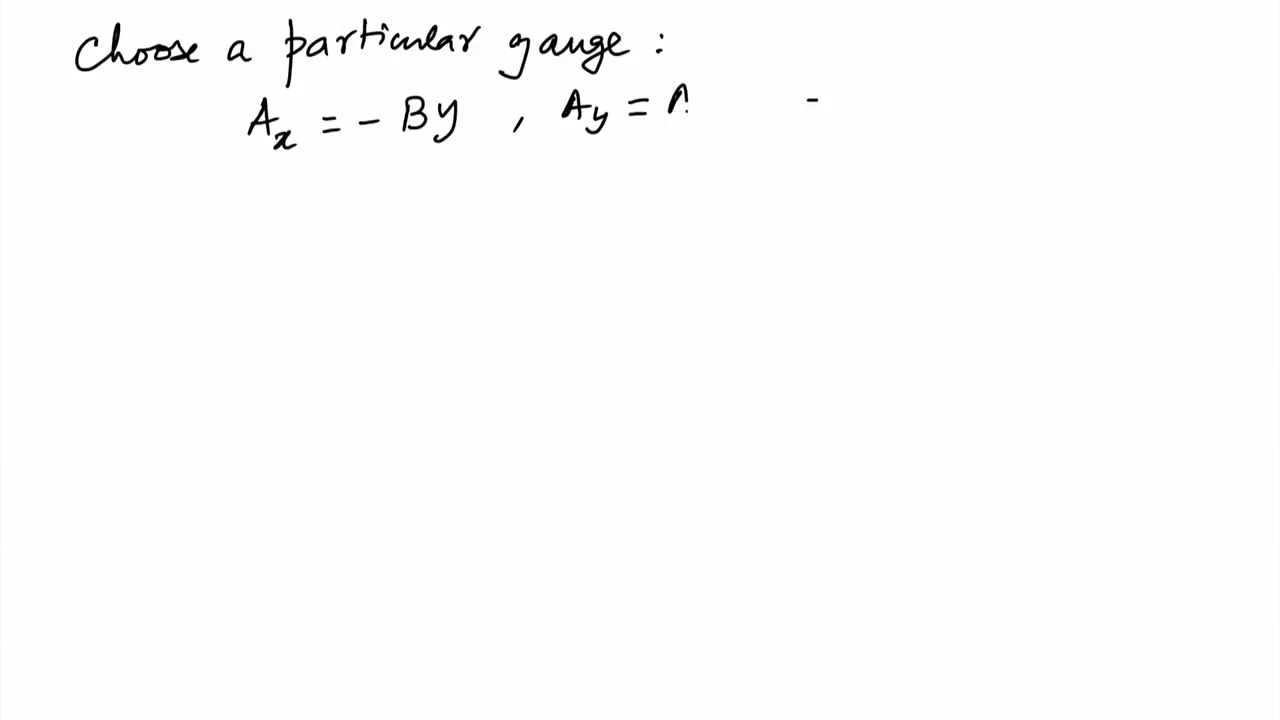 Choose a particular gauge :
A_x = - By , A_y = A